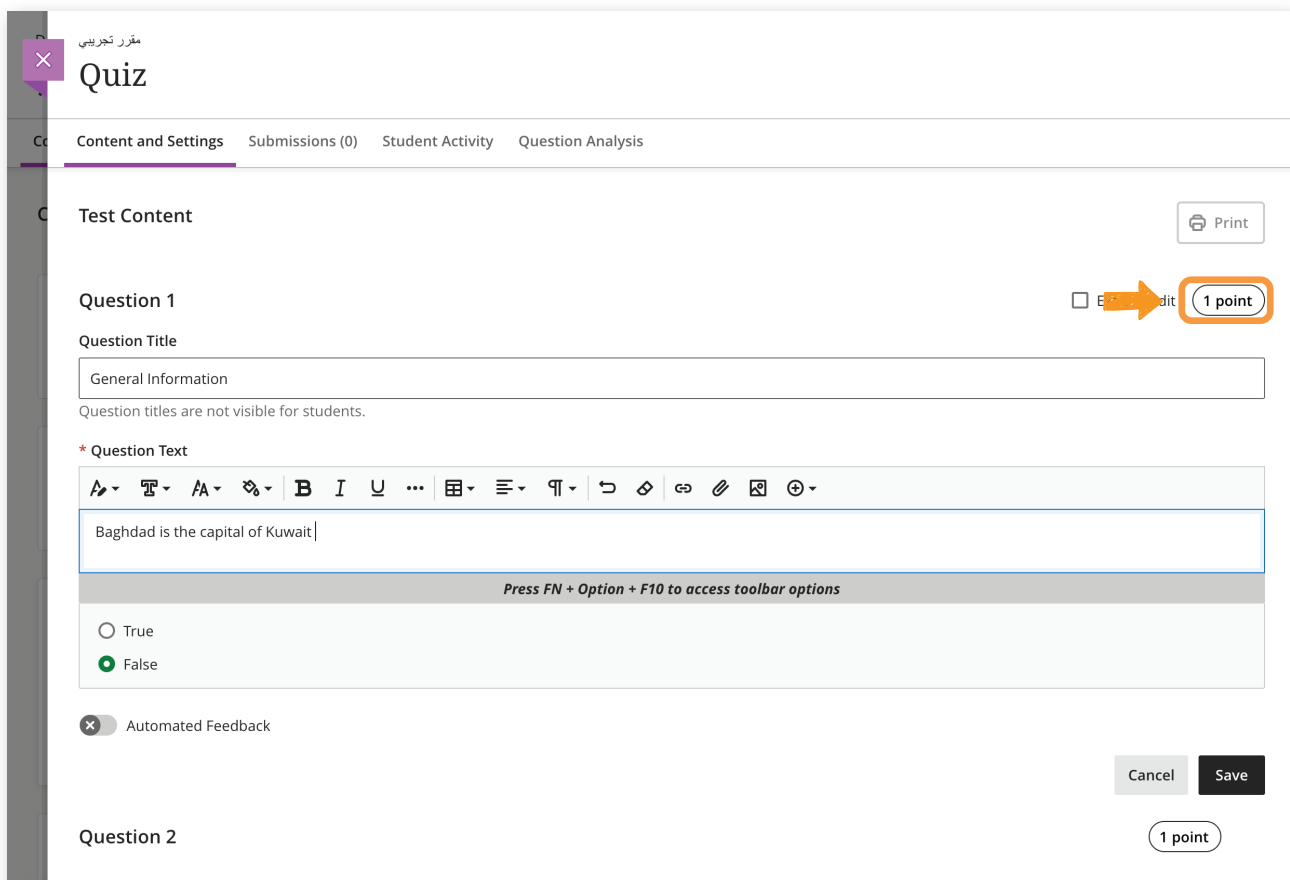 مقرر تجريبي
Quiz
Content and Settings Submissions (0) Student Activity Question Analysis
Test Content
Print
Question 1
1 point
Question Title
General Information
Question titles are not visible for students.
* Question Text
Baghdad is the capital of Kuwait
Press FN + Option + F10 to access toolbar options
True
False
Automated Feedback
Cancel Save
Question 2
1 point